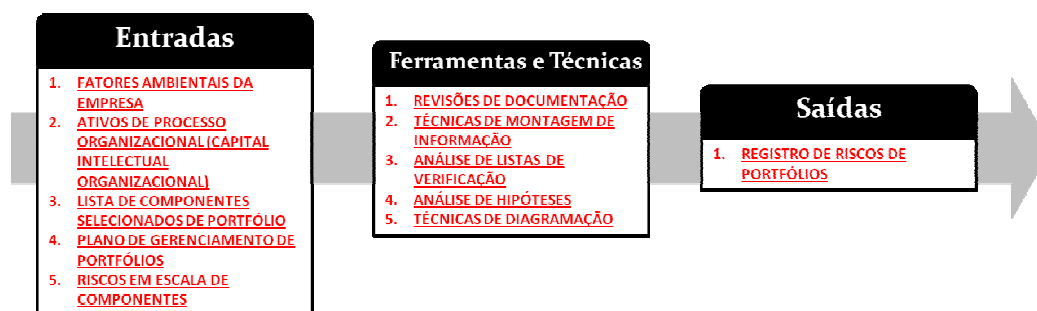 Entradas
1. FATORES AMBIENTAIS DA
EMPRESA
2. ATIVOS DE PROCESSO
ORGANIZACIONAL (CAPITAL
INTELECTUAL
ORGANIZACIONAL)
3. LISTA DE COMPONENTES
SELECIONADOS DE PORTFÓLIO
4. PLANO DE GERENCIAMENTO DE
PORTFÓLIOS
5. RISCOS EM ESCALA DE
COMPONENTES
Ferramentas e Técnicas
1. REVISÕES DE DOCUMENTAÇÃO
2. TÉCNICAS DE MONTAGEM DE
INFORMAÇÃO
3. ANÁLISE DE LISTAS DE
VERIFICAÇÃO
4. ANÁLISE DE HIPÓTESES
5. TÉCNICAS DE DIAGRAMAÇÃO
Saídas
1. REGISTRO DE RISCOS DE
PORTFÓLIOS